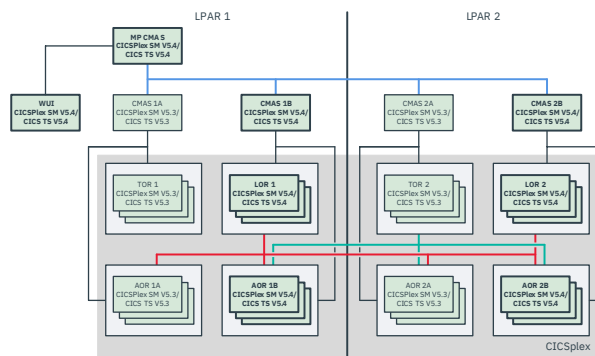 LPAR 1
LPAR 2
MP CMAS
CICSPlex SM V5.4/
CICS TS V5.4
WUI
CICSPlex SM V5.4/
CICS TS V5.4
CMAS 1A
CICSPlex SM V5.3/
CICS TS V5.3
CMAS 1B
CICSPlex SM V5.4/
CICS TS V5.4
CMAS 2A
CICSPlex SM V5.3/
CICS TS V5.3
CMAS 2B
CICSPlex SM V5.4/
CICS TS V5.4
TOR 1
CICSPlex SM V5.3/
CICS TS V5.3
LOR 1
CICSPlex SM V5.4/
CICS TS V5.4
TOR 2
CICSPlex SM V5.3/
CICS TS V5.3
LOR 2
CICSPlex SM V5.4/
CICS TS V5.4
AOR 1A
CICSPlex SM V5.3/
CICS TS V5.3
AOR 1B
CICSPlex SM V5.4/
CICS TS V5.4
AOR 2A
CICSPlex SM V5.3/
CICS TS V5.3
AOR 2B
CICSPlex SM V5.4/
CICS TS V5.4
CICSplex